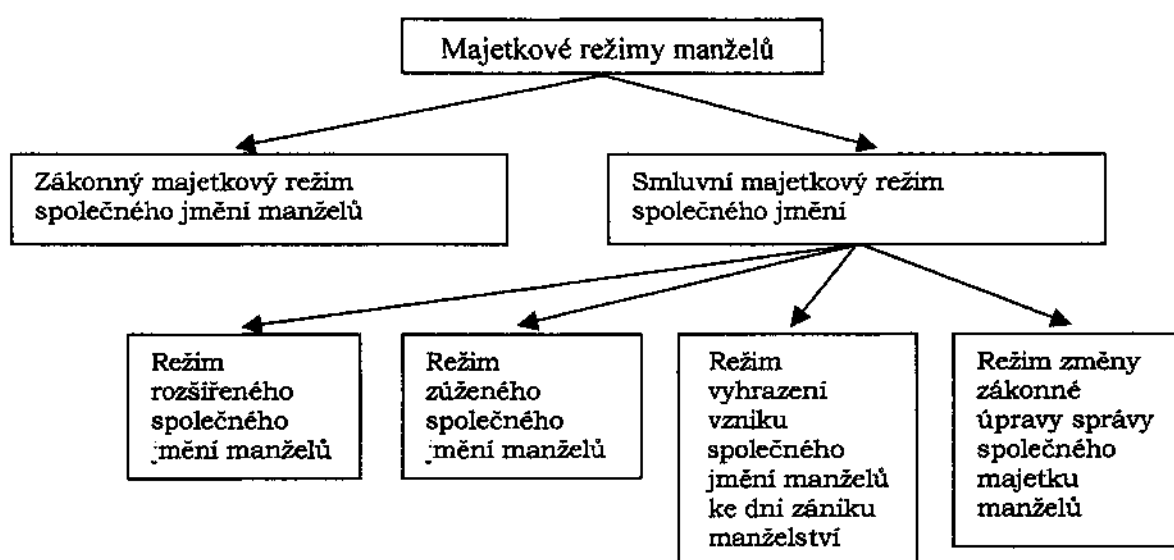 Majetkové režimy manželů
Zákonný majetkový režim
společného jmění manželů
Smluvní majetkový režim
společného jmění
Režim
rozšířeného
společného
jmění manželů
Režim
zúženého
společného
jmění manželů
Režim
vyhrazení
vzniku
společného
jmění manželů
ke dni zániku
manželství
Režim změny
zákonné
úpravy správy
společného
majetku
manželů